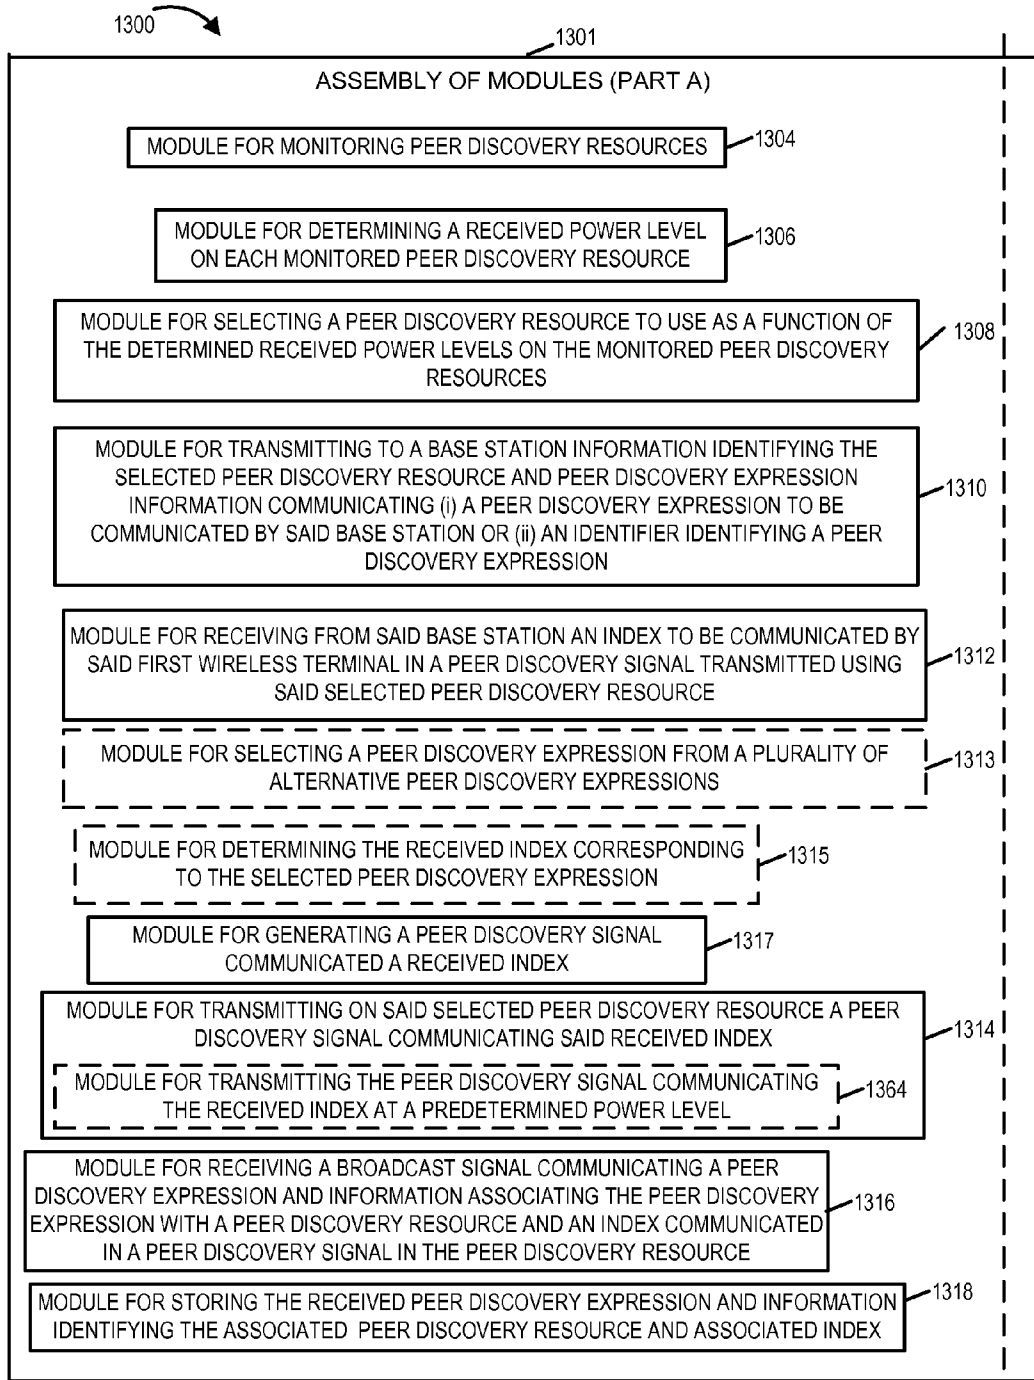 1300
1301
ASSEMBLY OF MODULES (PART A)
MODULE FOR MONITORING PEER DISCOVERY RESOURCES
1304
MODULE FOR DETERMINING A RECEIVED POWER LEVEL
ON EACH MONITORED PEER DISCOVERY RESOURCE
1306
MODULE FOR SELECTING A PEER DISCOVERY RESOURCE TO USE AS A FUNCTION OF
THE DETERMINED RECEIVED POWER LEVELS ON THE MONITORED PEER DISCOVERY
RESOURCES
1308
MODULE FOR TRANSMITTING TO A BASE STATION INFORMATION IDENTIFYING THE
SELECTED PEER DISCOVERY RESOURCE AND PEER DISCOVERY EXPRESSION
INFORMATION COMMUNICATING (i) A PEER DISCOVERY EXPRESSION TO BE
COMMUNICATED BY SAID BASE STATION OR (ii) AN IDENTIFIER IDENTIFYING A PEER
DISCOVERY EXPRESSION
1310
MODULE FOR RECEIVING FROM SAID BASE STATION AN INDEX TO BE COMMUNICATED BY
SAID FIRST WIRELESS TERMINAL IN A PEER DISCOVERY SIGNAL TRANSMITTED USING
SAID SELECTED PEER DISCOVERY RESOURCE
1312
MODULE FOR SELECTING A PEER DISCOVERY EXPRESSION FROM A PLURALITY OF
ALTERNATIVE PEER DISCOVERY EXPRESSIONS
1313
MODULE FOR DETERMINING THE RECEIVED INDEX CORRESPONDING
TO THE SELECTED PEER DISCOVERY EXPRESSION
1315
MODULE FOR GENERATING A PEER DISCOVERY SIGNAL
COMMUNICATED A RECEIVED INDEX
1317
MODULE FOR TRANSMITTING ON SAID SELECTED PEER DISCOVERY RESOURCE A PEER
DISCOVERY SIGNAL COMMUNICATING SAID RECEIVED INDEX
1314
MODULE FOR TRANSMITTING THE PEER DISCOVERY SIGNAL COMMUNICATING
THE RECEIVED INDEX AT A PREDETERMINED POWER LEVEL
1364
MODULE FOR RECEIVING A BROADCAST SIGNAL COMMUNICATING A PEER
DISCOVERY EXPRESSION AND INFORMATION ASSOCIATING THE PEER DISCOVERY
EXPRESSION WITH A PEER DISCOVERY RESOURCE AND AN INDEX COMMUNICATED
IN A PEER DISCOVERY SIGNAL IN THE PEER DISCOVERY RESOURCE
1316
MODULE FOR STORING THE RECEIVED PEER DISCOVERY EXPRESSION AND INFORMATION
IDENTIFYING THE ASSOCIATED PEER DISCOVERY RESOURCE AND ASSOCIATED INDEX
1318